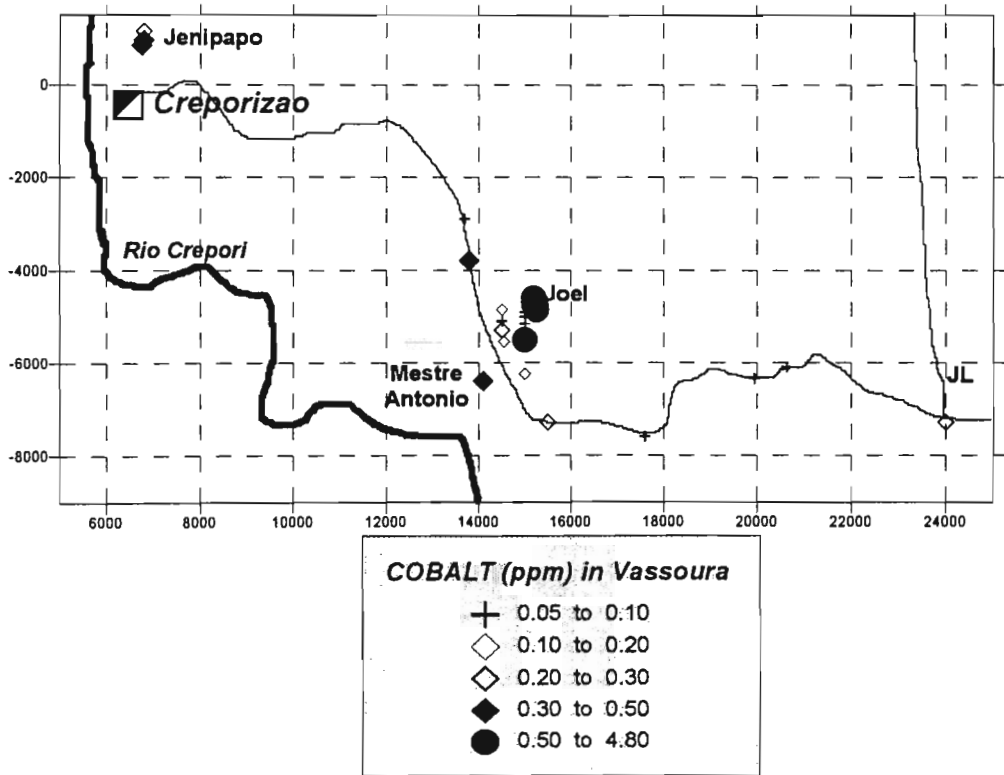 Jenipapo
0
Creporizao
-2000
Rio Crepori
-4000
Joel
-6000
Mestre
Antonio
JL
-8000
6000 8000 10000 12000 14000 16000 18000 20000 22000 24000
COBALT (ppm) in Vassoura
0.05 to 0.10
0.10 to 0.20
0.20 to 0.30
0.30 to 0.50
0.50 to 4.80